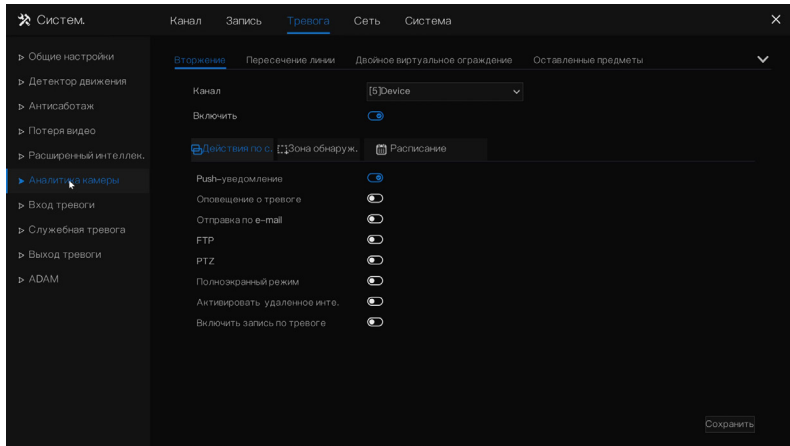 Систем. Канал Запись Тревога Сеть Система
Общие настройки
Детектор движения
Антисаботаж
Потеря видео
Расширенный интеллек.
Аналитика камеры
Вход тревоги
Служебная тревога
Выход тревоги
ADAM
Вторжение Пересечение линии Двойное виртуальное ограждение Оставленные предметы
Канал [5]Device
Включить
Действия по с. Зона обнаруж. Расписание
Push-уведомление
Оповещение о тревоге
Отправка по e-mail
FTP
PTZ
Полноэкранный режим
Активировать удаленное инте.
Включить запись по тревоге
Сохранить